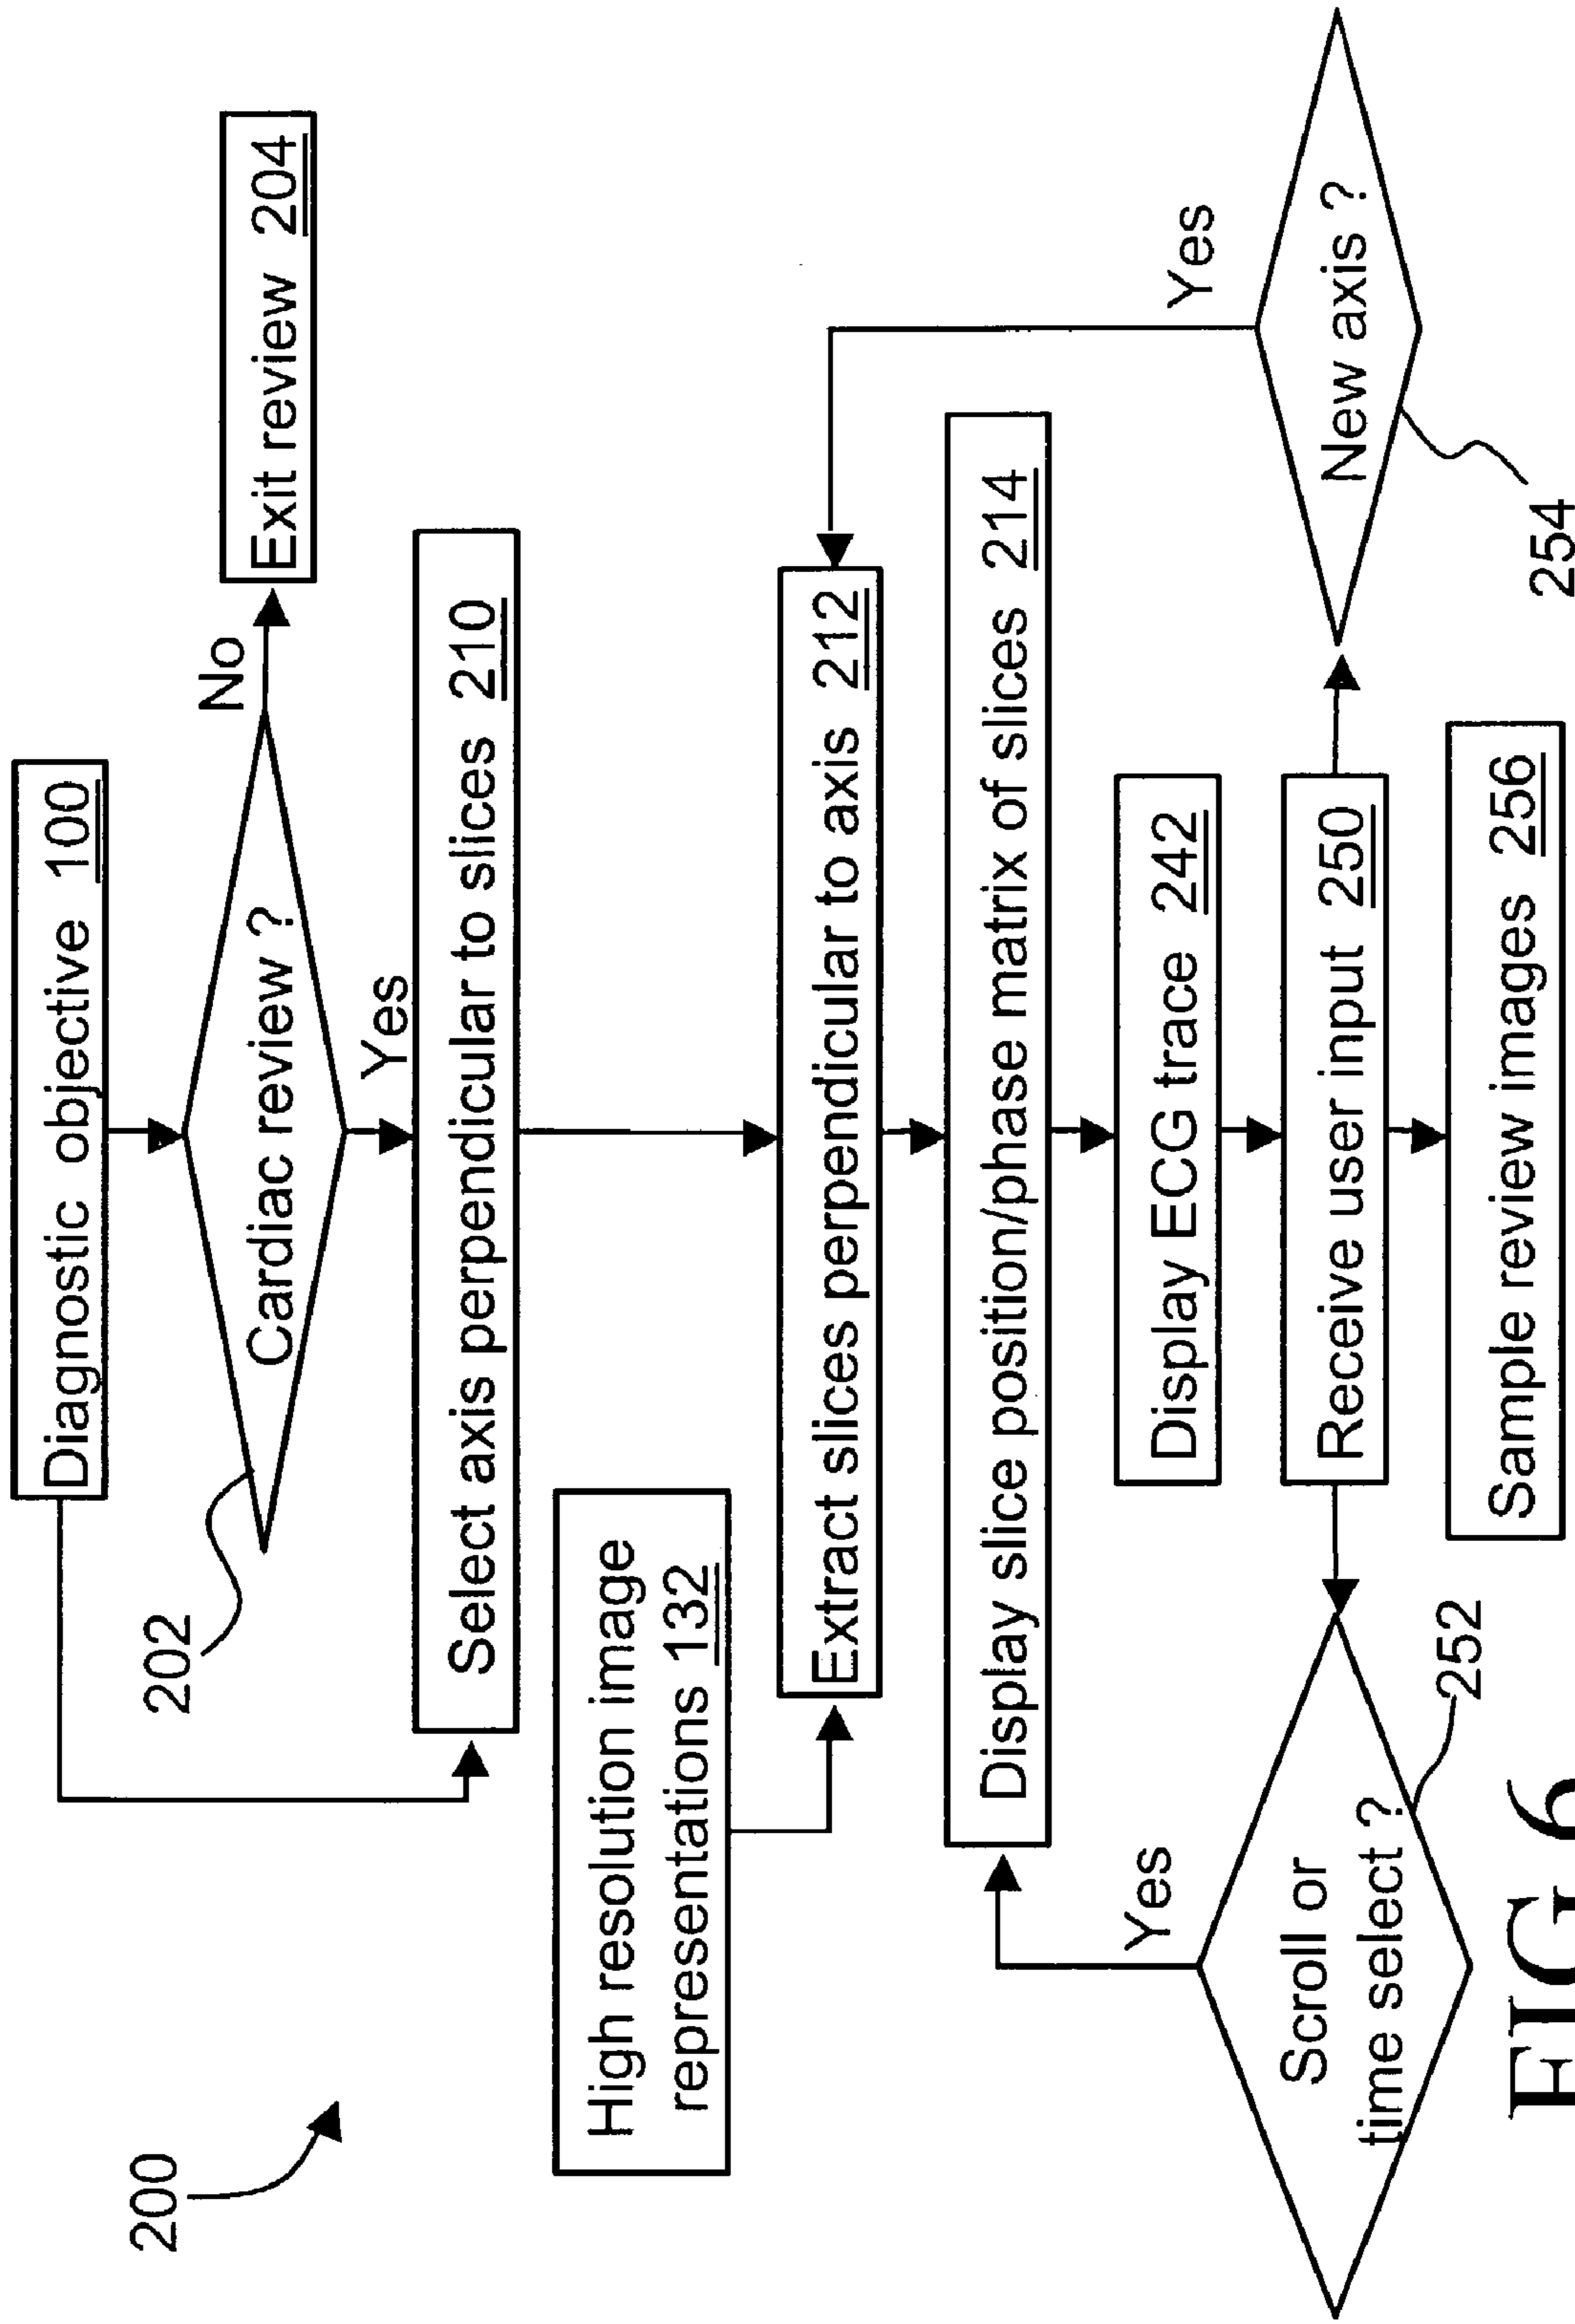 200
Diagnostic objective 100
202
Cardiac review ?
No
Exit review 204
Yes
Select axis perpendicular to slices 210
High resolution image
representations 132
Extract slices perpendicular to axis 212
Display slice position/phase matrix of slices 214
Yes
Yes
Display ECG trace 242
Scroll or
time select ?
252
Receive user input 250
New axis ?
254
Sample review images 256
FIG 6